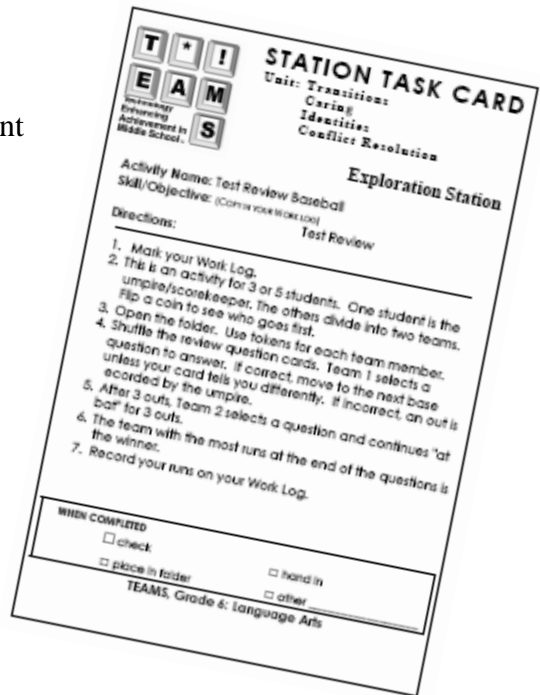 nt
T * !
E A M
S
Technology
Enhancing
Achievement in
Middle School
STATION TASK CARD
Unit: Transitions
Caring
Identities
Conflict Resolution
Exploration Station
Activity Name: Test Review Baseball
Skill/Objective: (COPY IN YOUR WORK LOG)
Test Review
Directions:
1. Mark your Work Log.
2. This is an activity for 3 or 5 students. One student is the
umpire/scorekeeper. The others divide into two teams.
Flip a coin to see who goes first.
3. Open the folder. Use tokens for each team member.
4. Shuffle the review question cards. Team 1 selects a
question to answer. If correct, move to the next base
unless your card tells you differently. If incorrect, an out is
ecorded by the umpire.
5. After 3 outs, Team 2 selects a question and continues "at
bat" for 3 outs.
6. The team with the most runs at the end of the questions is
the winner.
7. Record your runs on your Work Log.
WHEN COMPLETED
check
hand in
place in folder
other
TEAMS, Grade 6: Language Arts